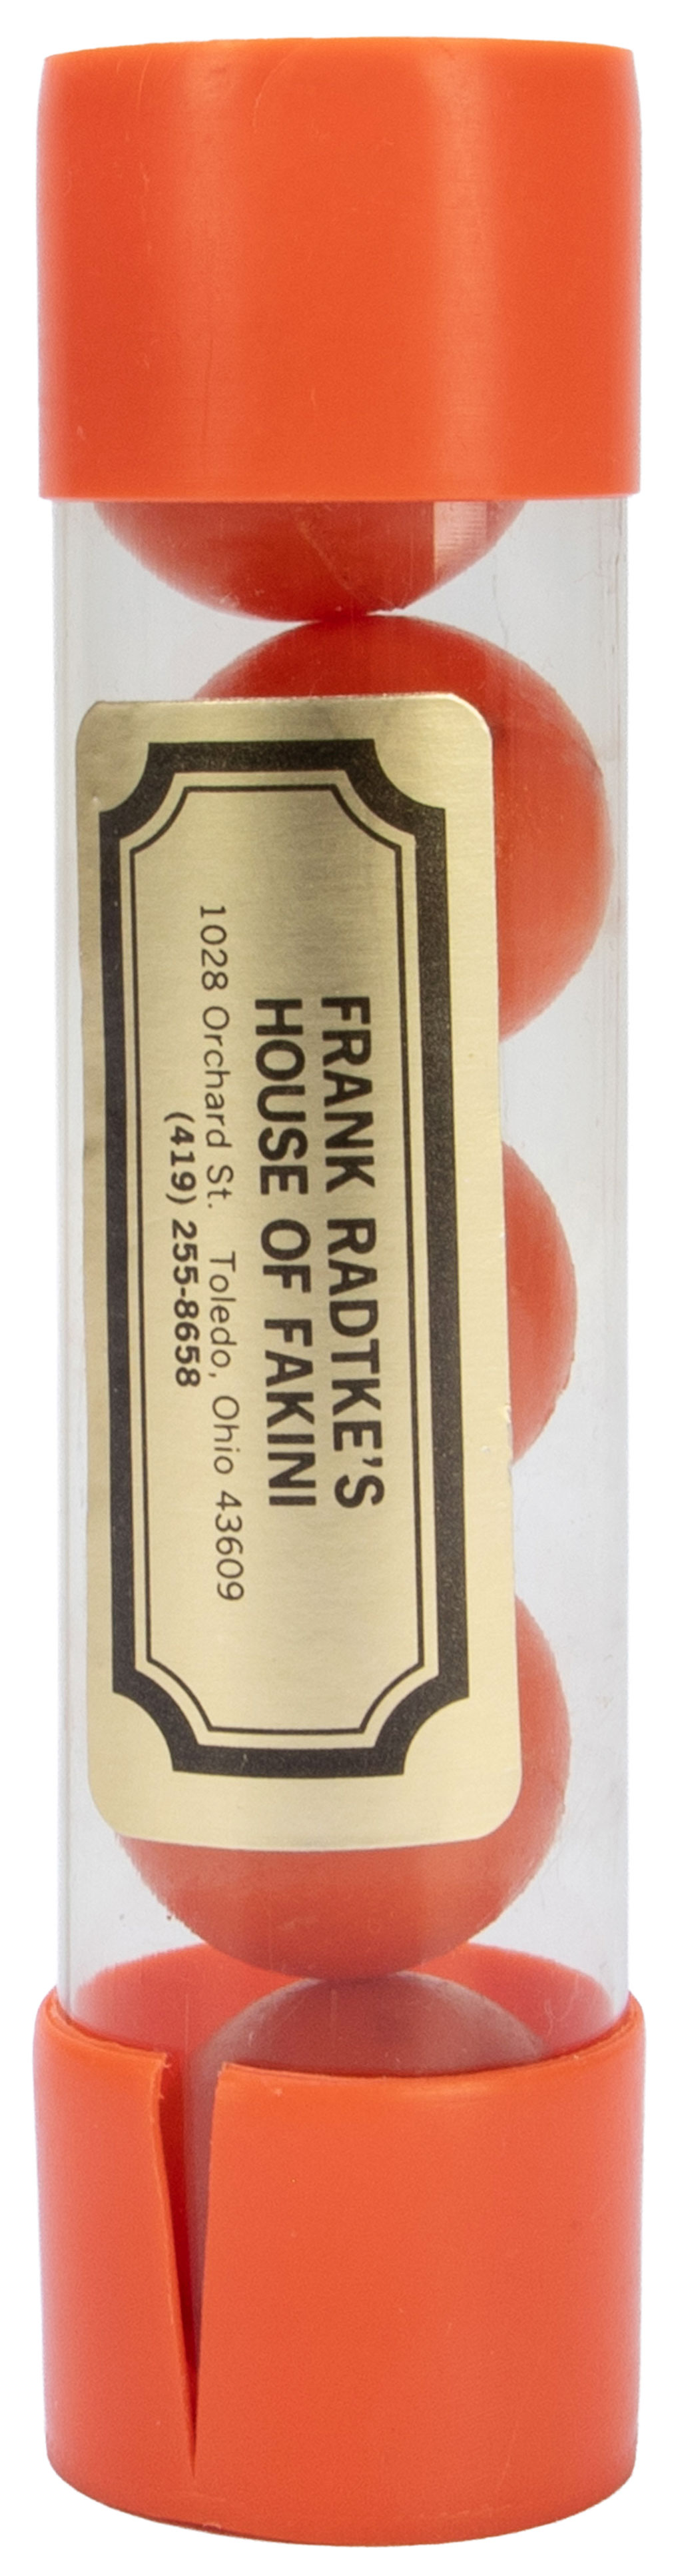 FRANK RADTKE'S
HOUSE OF FAKINI
1028 Orchard St. Toledo, Ohio 43609
(419) 255-8658